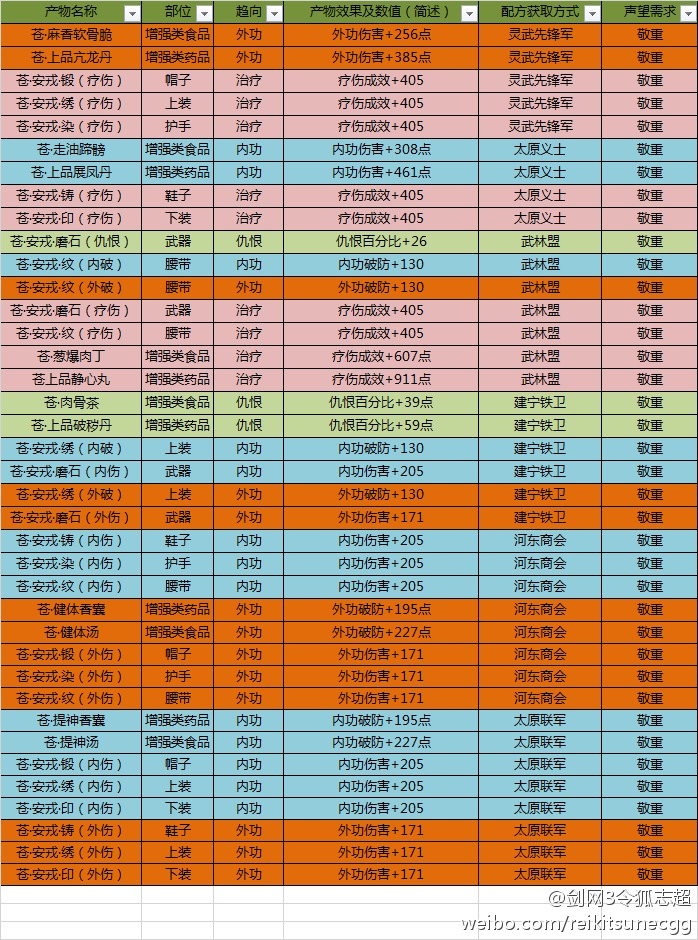 产物名称 部位 趋向 产物效果及数值（简述） 配方获取方式 声望需求
苍·麻香软骨脆 增强类食品 外功 外功伤害+256点 灵武先锋军 敬重
苍·上品亢龙丹 增强类药品 外功 外功伤害+385点 灵武先锋军 敬重
苍·安戎·锻（疗伤） 帽子 治疗 疗伤成效+405 灵武先锋军 敬重
苍·安戎·绣（疗伤） 上装 治疗 疗伤成效+405 灵武先锋军 敬重
苍·安戎·染（疗伤） 护手 治疗 疗伤成效+405 灵武先锋军 敬重
苍·走油蹄髈 增强类食品 内功 内功伤害+308点 太原义士 敬重
苍·上品展凤丹 增强类药品 内功 内功伤害+461点 太原义士 敬重
苍·安戎·铸（疗伤） 鞋子 治疗 疗伤成效+405 太原义士 敬重
苍·安戎·印（疗伤） 下装 治疗 疗伤成效+405 太原义士 敬重
苍·安戎·磨石（仇恨） 武器 仇恨 仇恨百分比+26 武林盟 敬重
苍·安戎·纹（内破） 腰带 内功 内功破防+130 武林盟 敬重
苍·安戎·纹（外破） 腰带 外功 外功破防+130 武林盟 敬重
苍·安戎·磨石（疗伤） 武器 治疗 疗伤成效+405 武林盟 敬重
苍·安戎·纹（疗伤） 腰带 治疗 疗伤成效+405 武林盟 敬重
苍·葱爆肉丁 增强类食品 治疗 疗伤成效+607点 武林盟 敬重
苍上品静心丸 增强类药品 治疗 疗伤成效+911点 武林盟 敬重
苍·肉骨茶 增强类食品 仇恨 仇恨百分比+39点 建宁铁卫 敬重
苍·上品破秽丹 增强类药品 仇恨 仇恨百分比+59点 建宁铁卫 敬重
苍·安戎·绣（内破） 上装 内功 内功破防+130 建宁铁卫 敬重
苍·安戎·磨石（内伤） 武器 内功 内功伤害+205 建宁铁卫 敬重
苍·安戎·绣（外破） 上装 外功 外功破防+130 建宁铁卫 敬重
苍·安戎·磨石（外伤） 武器 外功 外功伤害+171 建宁铁卫 敬重
苍·安戎·铸（内伤） 鞋子 内功 内功伤害+205 河东商会 敬重
苍·安戎·染（内伤） 护手 内功 内功伤害+205 河东商会 敬重
苍·安戎·纹（内伤） 腰带 内功 内功伤害+205 河东商会 敬重
苍·健体香囊 增强类药品 外功 外功破防+195点 河东商会 敬重
苍·健体汤 增强类食品 外功 外功破防+227点 河东商会 敬重
苍·安戎·锻（外伤） 帽子 外功 外功伤害+171 河东商会 敬重
苍·安戎·染（外伤） 护手 外功 外功伤害+171 河东商会 敬重
苍·安戎·纹（外伤） 腰带 外功 外功伤害+171 河东商会 敬重
苍·提神香囊 增强类药品 内功 内功破防+195点 太原联军 敬重
苍·提神汤 增强类食品 内功 内功破防+227点 太原联军 敬重
苍·安戎·锻（内伤） 帽子 内功 内功伤害+205 太原联军 敬重
苍·安戎·绣（内伤） 上装 内功 内功伤害+205 太原联军 敬重
苍·安戎·印（内伤） 下装 内功 内功伤害+205 太原联军 敬重
苍·安戎·铸（外伤） 鞋子 外功 外功伤害+171 太原联军 敬重
苍·安戎·绣（外伤） 上装 外功 外功伤害+171 太原联军 敬重
苍·安戎·印（外伤） 下装 外功 外功伤害+171 太原联军 敬重
@剑网3令狐志超
weibo.com/reikitsunecgg